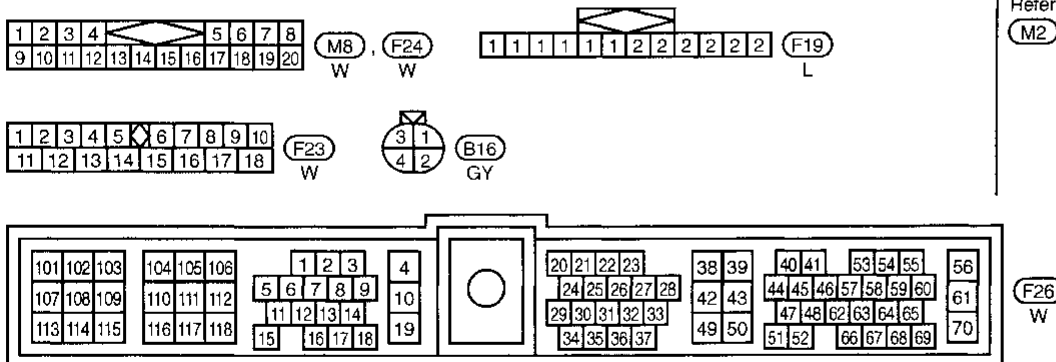 Refer
M2
1 2 3 4 5 6 7 8
9 10 11 12 13 14 15 16 17 18 19 20
M8 , F24
W W
1 1 1 1 1 1 2 2 2 2 2 2
F19
L
1 2 3 4 5 6 7 8 9 10
11 12 13 14 15 16 17 18
F23
W
3 1
4 2
B16
GY
101 102 103 104 105 106 1 2 3 4 20 21 22 23 38 39 40 41 53 54 55 56
5 6 7 8 9 24 25 26 27 28 44 45 46 57 58 59 60
107 108 109 110 111 112 10 42 43 61
11 12 13 14 29 30 31 32 33 47 48 62 63 64 65
113 114 115 116 117 118 15 16 17 18 19 34 35 36 37 49 50 51 52 66 67 68 69 70
F26
W